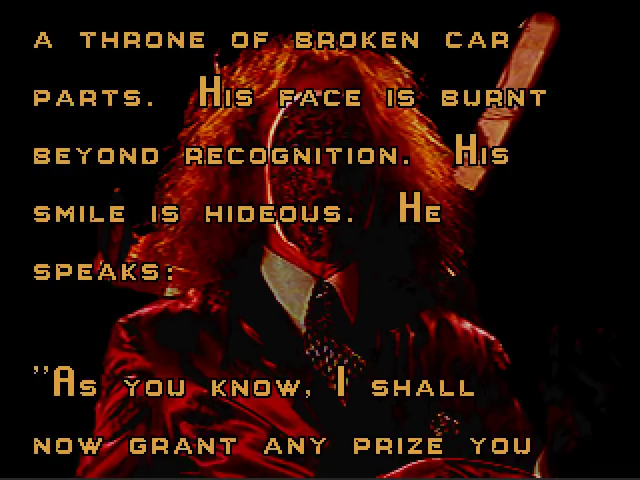 A THRONE OF BROKEN CAR
PARTS.  HIS FACE IS BURNT
BEYOND RECOGNITION.  HIS
SMILE IS HIDEOUS.  HE
SPEAKS:
"AS YOU KNOW, I SHALL
NOW GRANT ANY PRIZE YOU